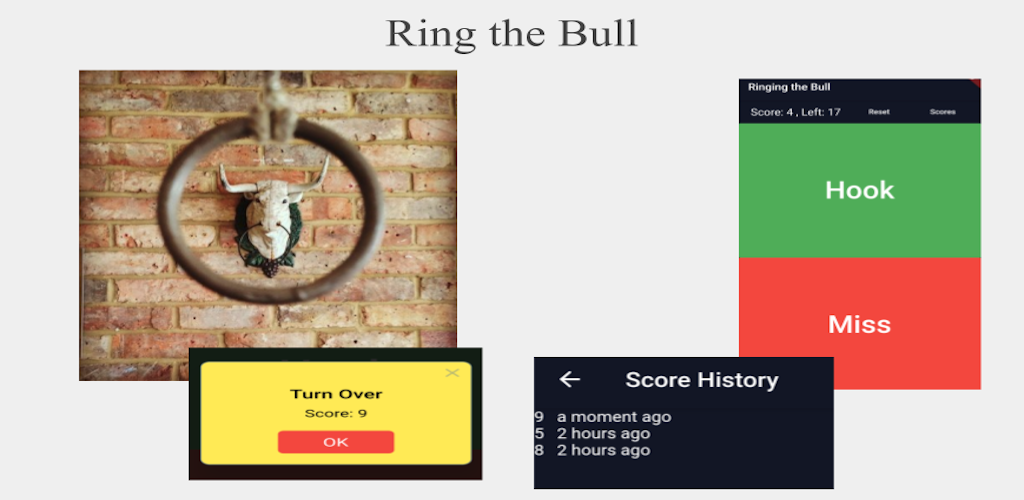 Ring the Bull
Ringing the Bull
Score: 4 , Left: 17 Reset Scores
Hook
Miss
Turn Over
Score: 9
OK
Score History
9 a moment ago
5 2 hours ago
8 2 hours ago